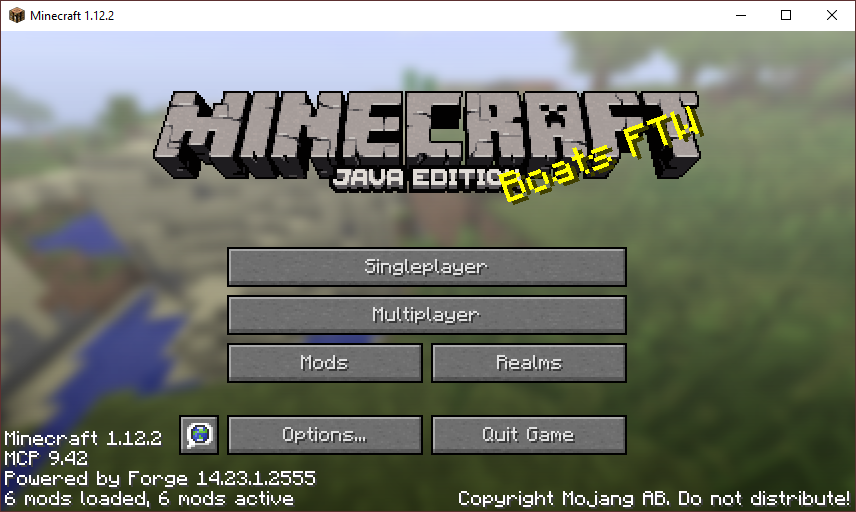 Minecraft 1.12.2
MINECRAFT
JAVA EDITIO
Boats FTW
Singleplayer
Multiplayer
Mods
Realms
Options...
Quit Game
Minecraft 1.12.2
MCP 9.42
Powered by Forge 14.23.1.2555
6 mods loaded, 6 mods active
Copyright Mojang AB. Do not distribute!